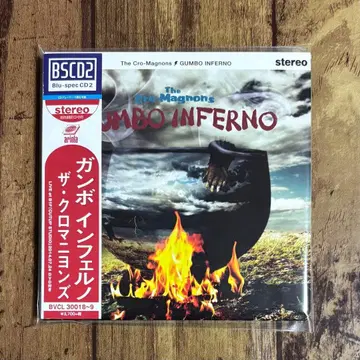 BSCD2
Blu-spec CD2
The Cro-Magnons GUMBO INFERNO
stereo
The
Cro-Magnons
GUMBO INFERNO
stereo
ariola
ガンボ インフェルノ
ザ・クロマニヨンズ
BVCL 30018~9